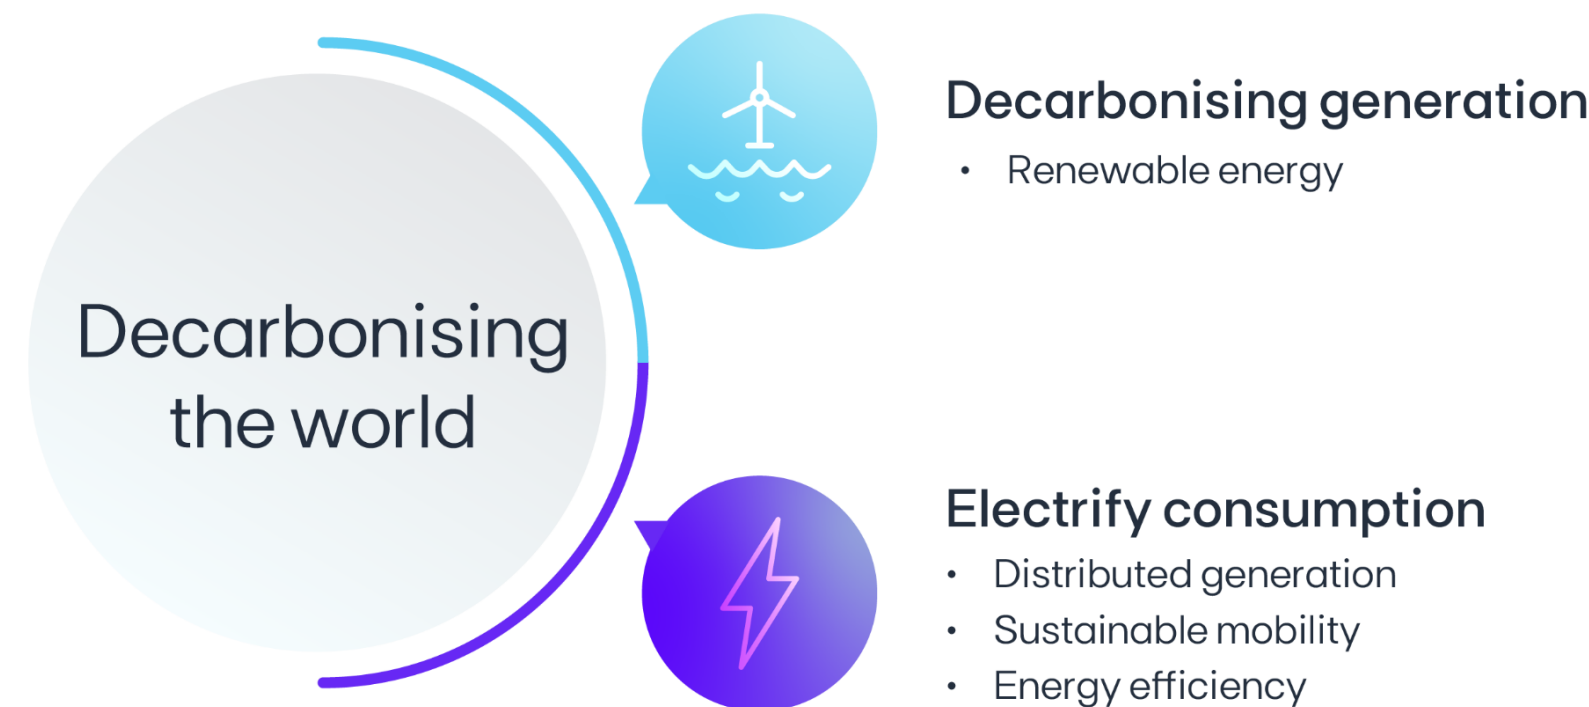 Decarbonising
the world
Decarbonising generation
• Renewable energy
Electrify consumption
• Distributed generation
• Sustainable mobility
• Energy efficiency